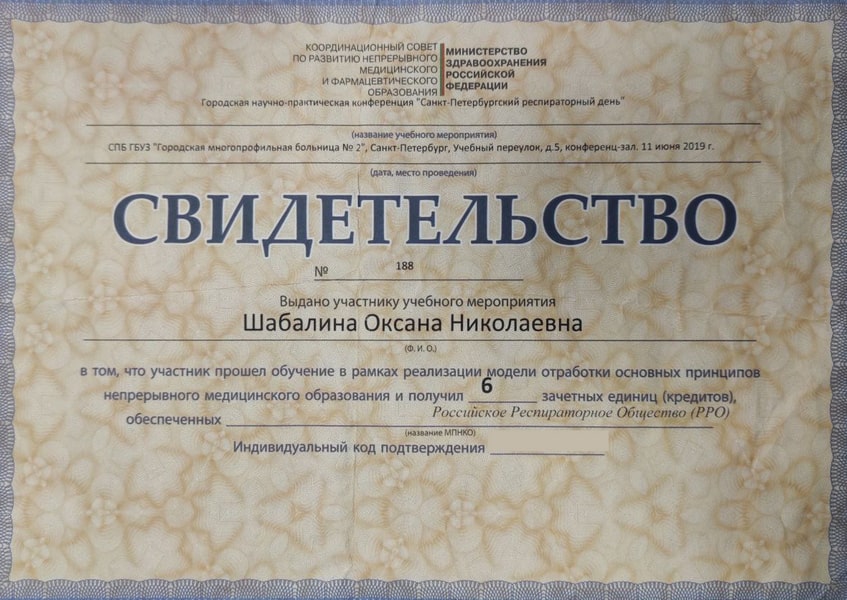 КООРДИНАЦИОННЫЙ СОВЕТ
ПО РАЗВИТИЮ НЕПРЕРЫВНОГО
МЕДИЦИНСКОГО
И ФАРМАЦЕВТИЧЕСКОГО
ОБРАЗОВАНИЯ
МИНИСТЕРСТВО
ЗДРАВООХРАНЕНИЯ
РОССИЙСКОЙ
ФЕДЕРАЦИИ
Городская научно-практическая конференция "Санкт-Петербургский респираторный день"
(название учебного мероприятия)
СПБ ГБУЗ "Городская многопрофильная больница № 2", Санкт-Петербург, Учебный переулок, д.5, конференц-зал. 11 июня 2019 г.
(дата, место проведения)
СВИДЕТЕЛЬСТВО
№ 188
Выдано участнику учебного мероприятия
Шабалина Оксана Николаевна
(Ф. И. О.)
в том, что участник прошел обучение в рамках реализации модели отработки основных принципов
непрерывного медицинского образования и получил 6 зачетных единиц (кредитов),
обеспеченных Российское Респираторное Общество (РРО)
(название МПНКО)
Индивидуальный код подтверждения